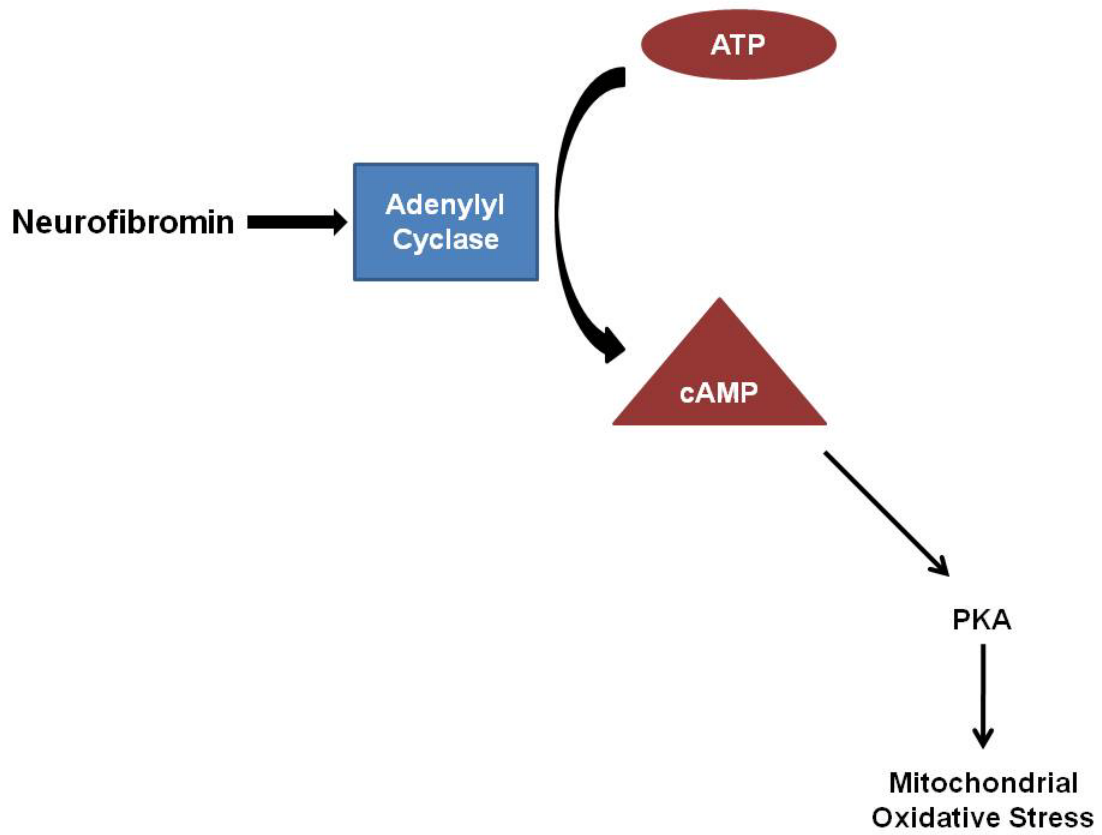 ATP
Neurofibromin
Adenylyl
Cyclase
cAMP
PKA
Mitochondrial
Oxidative Stress